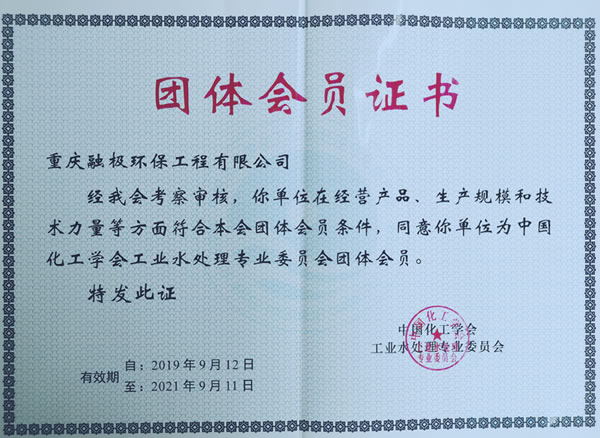 团体会员证书
重庆融极环保工程有限公司
经我会考察审核，你单位在经营产品、生产规模和技
术力量等方面符合本会团体会员条件，同意你单位为中国
化工学会工业水处理专业委员会团体会员。
特发此证
中国化工学会
工业水处理专业委员会
有效期
自：2019年9月12日
至：2021年9月11日
专业委员会